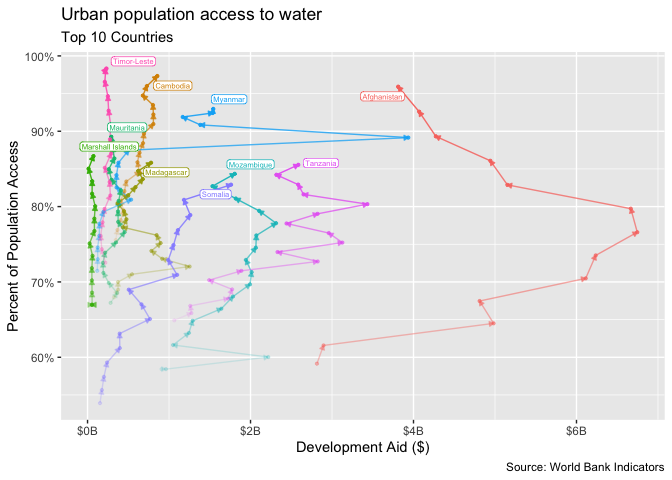 Urban population access to water
Top 10 Countries
100%
90%
80%
70%
60%
Percent of Population Access
Timor-Leste
Cambodia
Myanmar
Afghanistan
Mauritania
Marshall Islands
Madagascar
Mozambique
Tanzania
Somalia
$0B
$2B
$4B
$6B
Development Aid ($)
Source: World Bank Indicators